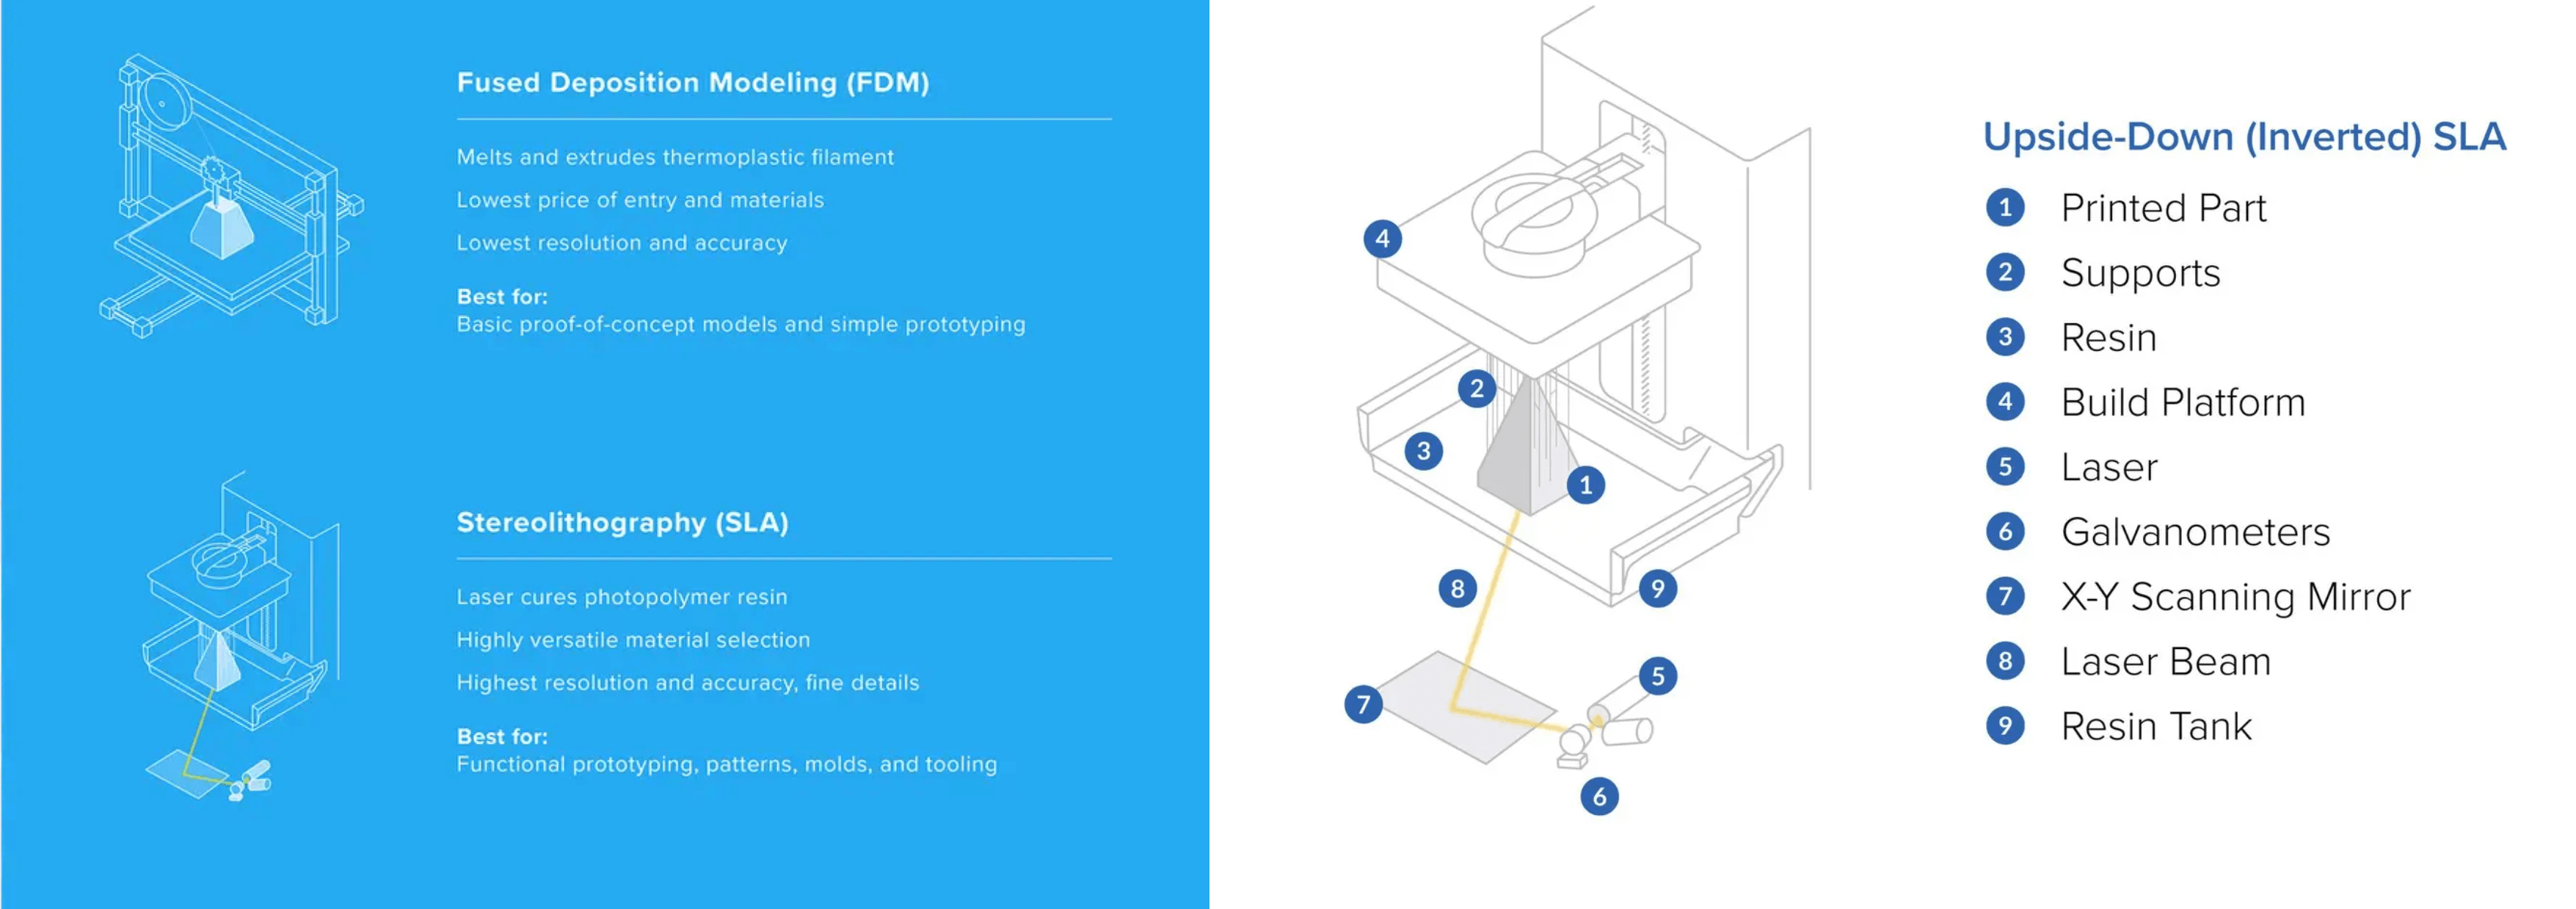 Fused Deposition Modeling (FDM)
Melts and extrudes thermoplastic filament
Lowest price of entry and materials
Lowest resolution and accuracy
Best for:
Basic proof-of-concept models and simple prototyping
Stereolithography (SLA)
Laser cures photopolymer resin
Highly versatile material selection
Highest resolution and accuracy, fine details
Best for:
Functional prototyping, patterns, molds, and tooling
4
2
3
1
8
9
5
7
6
Upside-Down (Inverted) SLA
1 Printed Part
2 Supports
3 Resin
4 Build Platform
5 Laser
6 Galvanometers
7 X-Y Scanning Mirror
8 Laser Beam
9 Resin Tank